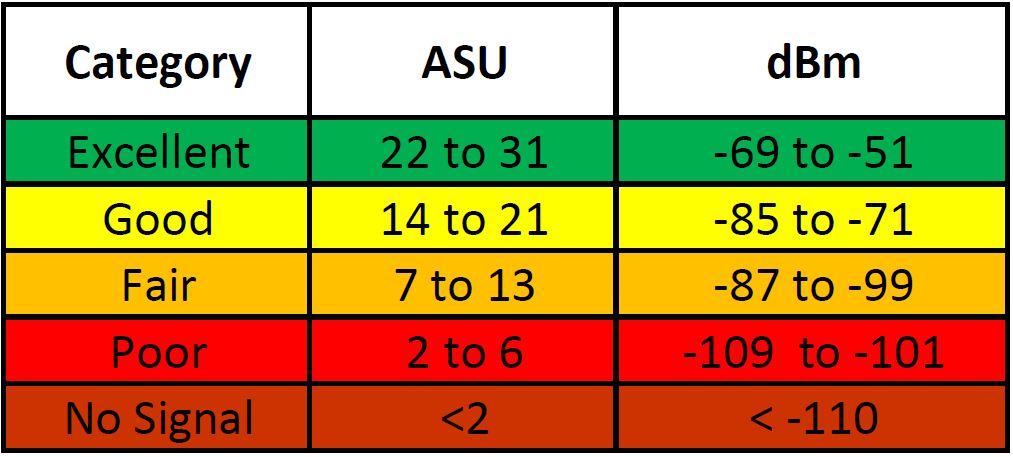 Category ASU dBm
Excellent 22 to 31 -69 to -51
Good 14 to 21 -85 to -71
Fair 7 to 13 -87 to -99
Poor 2 to 6 -109 to -101
No Signal <2 < -110